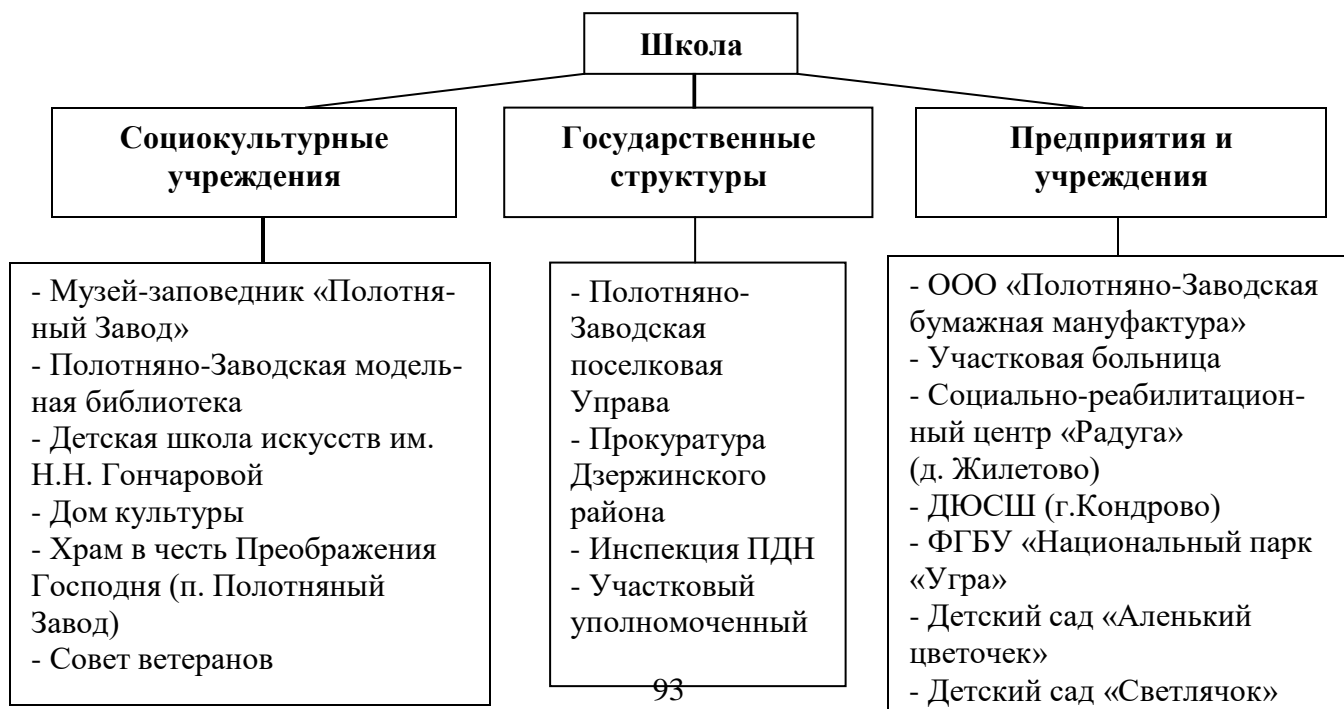 Школа
Социокультурные
учреждения
Государственные
структуры
Предприятия и
учреждения
- Музей-заповедник «Полотня-
ный Завод»
- Полотняно-Заводская модель-
ная библиотека
- Детская школа искусств им.
Н.Н. Гончаровой
- Дом культуры
- Храм в честь Преображения
Господня (п. Полотняный
Завод)
- Совет ветеранов
- Полотняно-
Заводская
поселковая
Управа
- Прокуратура
Дзержинского
района
- Инспекция ПДН
- Участковый
уполномоченный
- ООО «Полотняно-Заводская
бумажная мануфактура»
- Участковая больница
- Социально-реабилитацион-
ный центр «Радуга»
(д. Жилетово)
- ДЮСШ (г.Кондрово)
- ФГБУ «Национальный парк
«Угра»
- Детский сад «Аленький
цветочек»
- Детский сад «Светлячок»
93